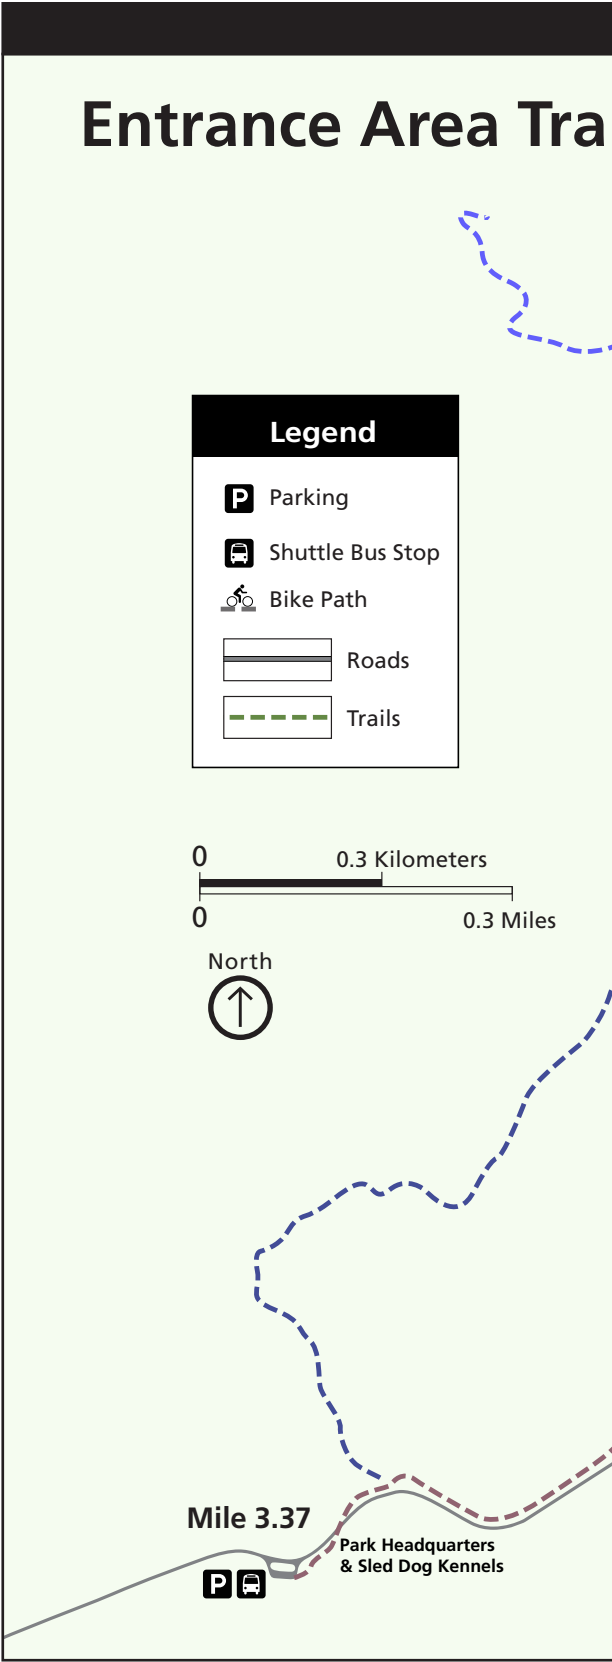 Entrance Area Tra
Legend
P Parking
Shuttle Bus Stop
Bike Path
Roads
Trails
0 0.3 Kilometers
0 0.3 Miles
North
Mile 3.37
Park Headquarters
& Sled Dog Kennels
P